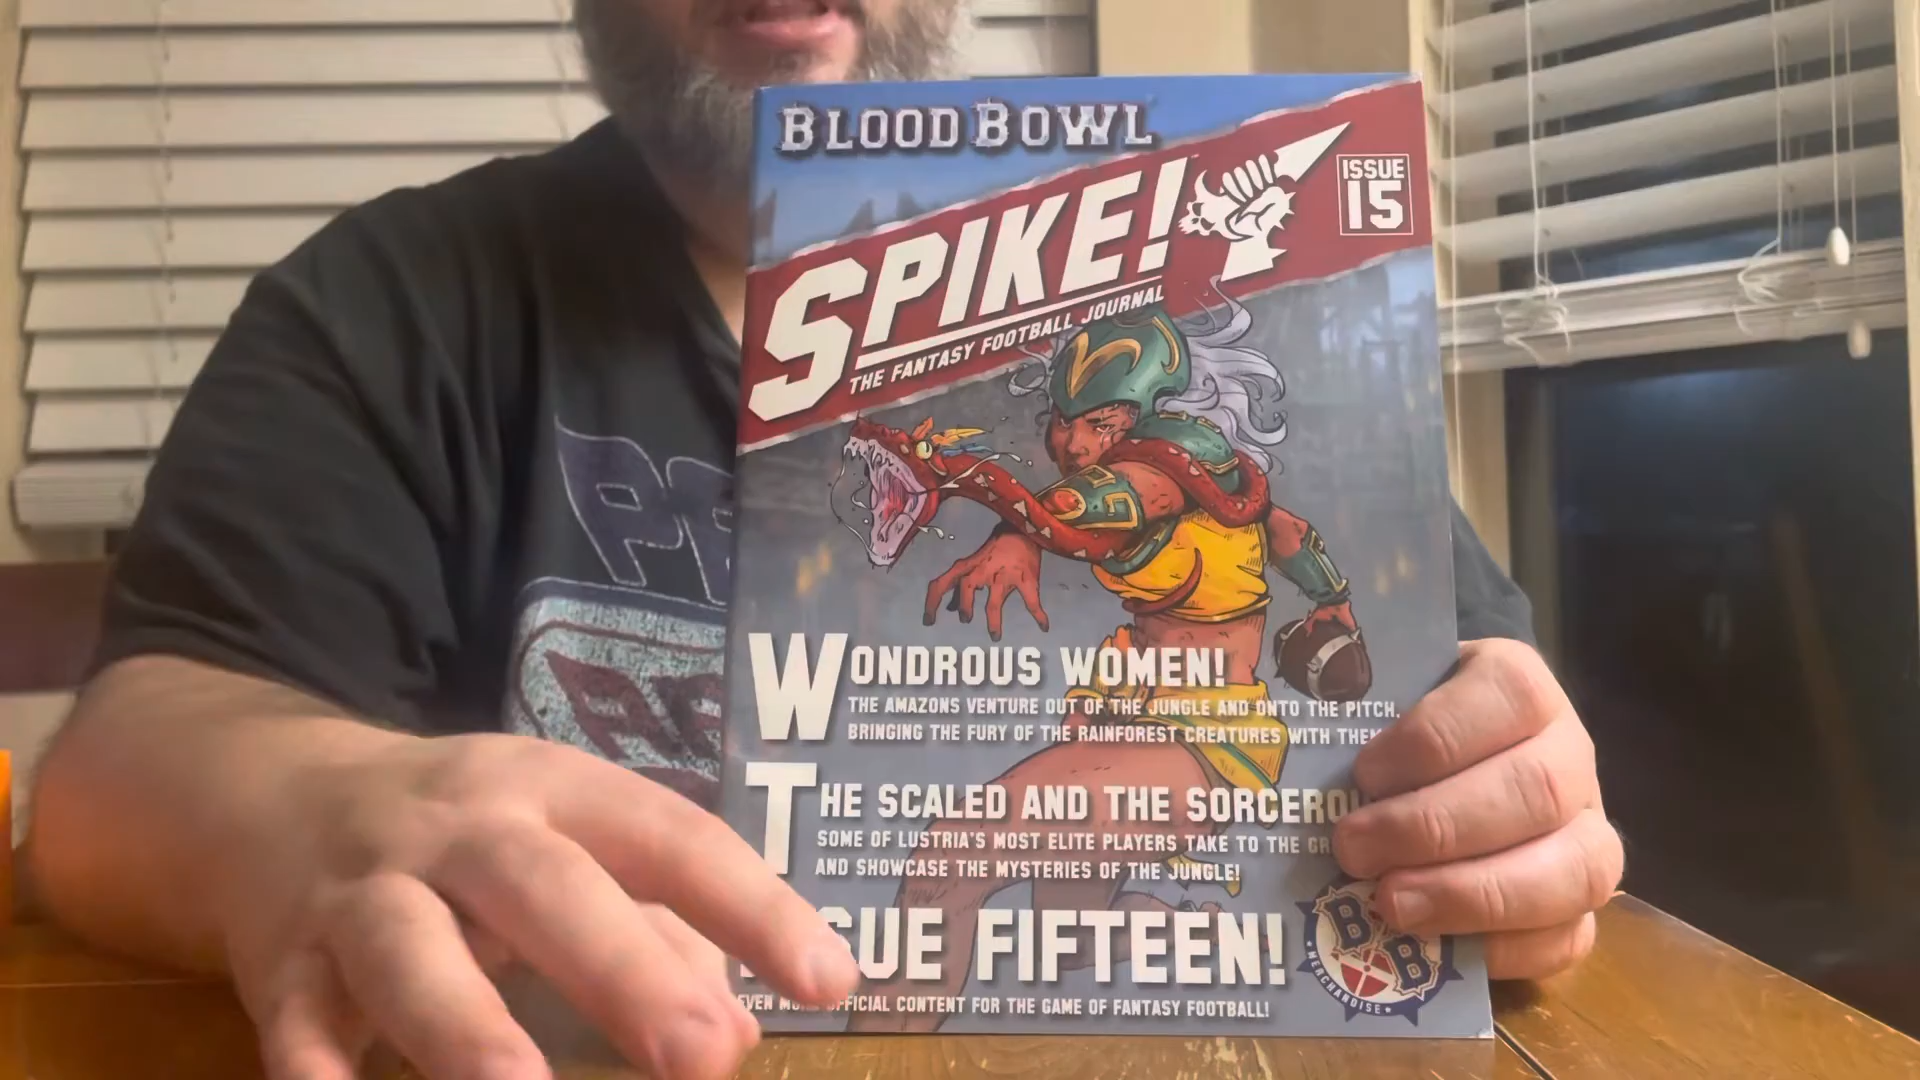 BLOOD BOWL
SPIKE!
ISSUE
15
THE FANTASY FOOTBALL JOURNAL
WONDROUS WOMEN!
THE AMAZONS VENTURE OUT OF THE JUNGLE AND ONTO THE PITCH,
BRINGING THE FURY OF THE RAINFOREST CREATURES WITH THEM
THE SCALED AND THE SORCEROU
SOME OF LUSTRIA'S MOST ELITE PLAYERS TAKE TO THE GR
AND SHOWCASE THE MYSTERIES OF THE JUNGLE!
SUE FIFTEEN!
EVEN OFFICIAL CONTENT FOR THE GAME OF FANTASY FOOTBALL!
BB
MERCHANDISE